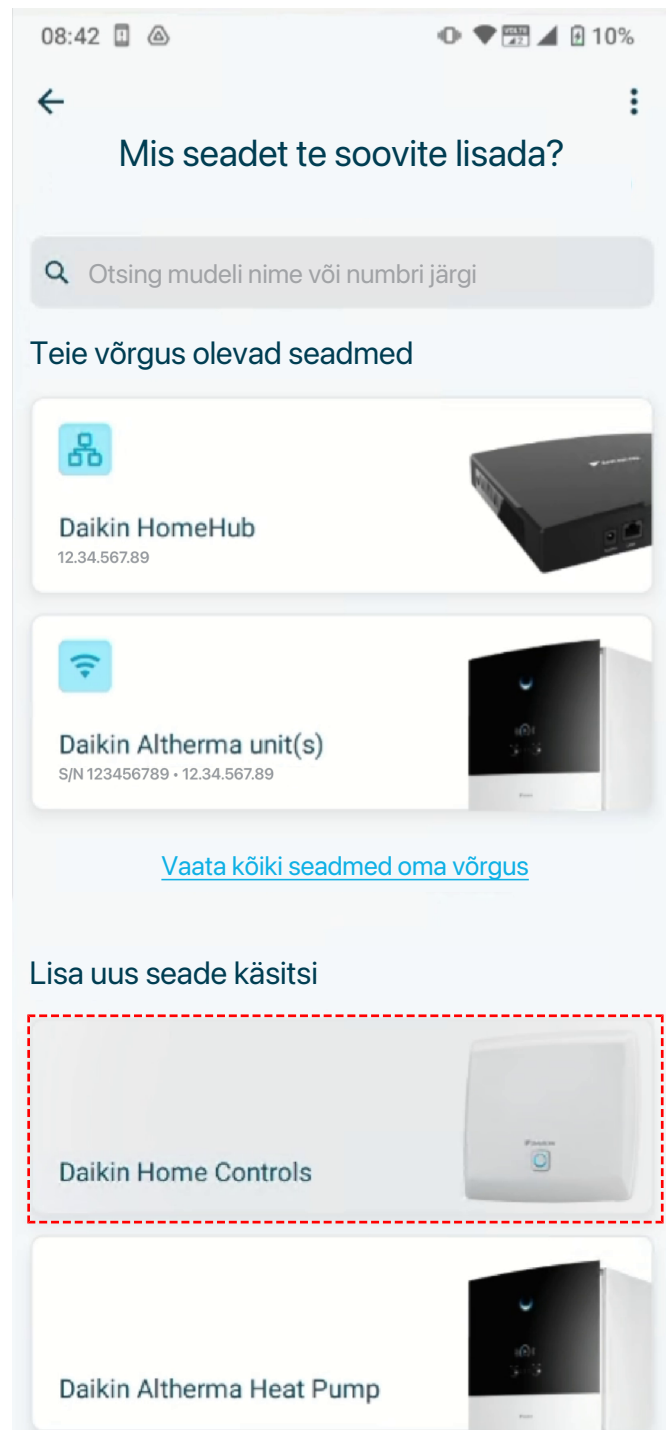 08:42
10%
Mis seadet te soovite lisada?
Otsing mudeli nime või numbri järgi
Teie võrgus olevad seadmed
Daikin HomeHub
12.34.567.89
Daikin Altherma unit(s)
S/N 123456789 • 12.34.567.89
Vaata kõiki seadmed oma võrgus
Lisa uus seade käsitsi
DAIKIN
Daikin Home Controls
Daikin Altherma Heat Pump